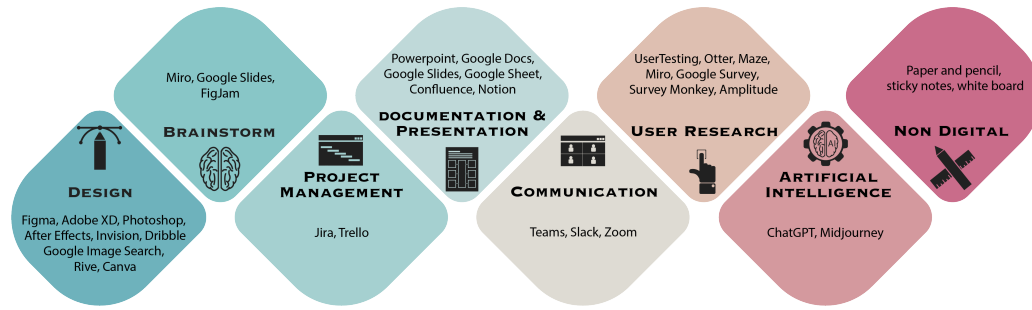 DESIGN
Figma, Adobe XD, Photoshop,
After Effects, Invision, Dribble
Google Image Search,
Rive, Canva
Miro, Google Slides,
FigJam
BRAINSTORM
PROJECT
MANAGEMENT
Jira, Trello
Powerpoint, Google Docs,
Google Slides, Google Sheet,
Confluence, Notion
DOCUMENTATION &
PRESENTATION
COMMUNICATION
Teams, Slack, Zoom
UserTesting, Otter, Maze,
Miro, Google Survey,
Survey Monkey, Amplitude
USER RESEARCH
AI
ARTIFICIAL
INTELLIGENCE
ChatGPT, Midjourney
Paper and pencil,
sticky notes, white board
NON DIGITAL